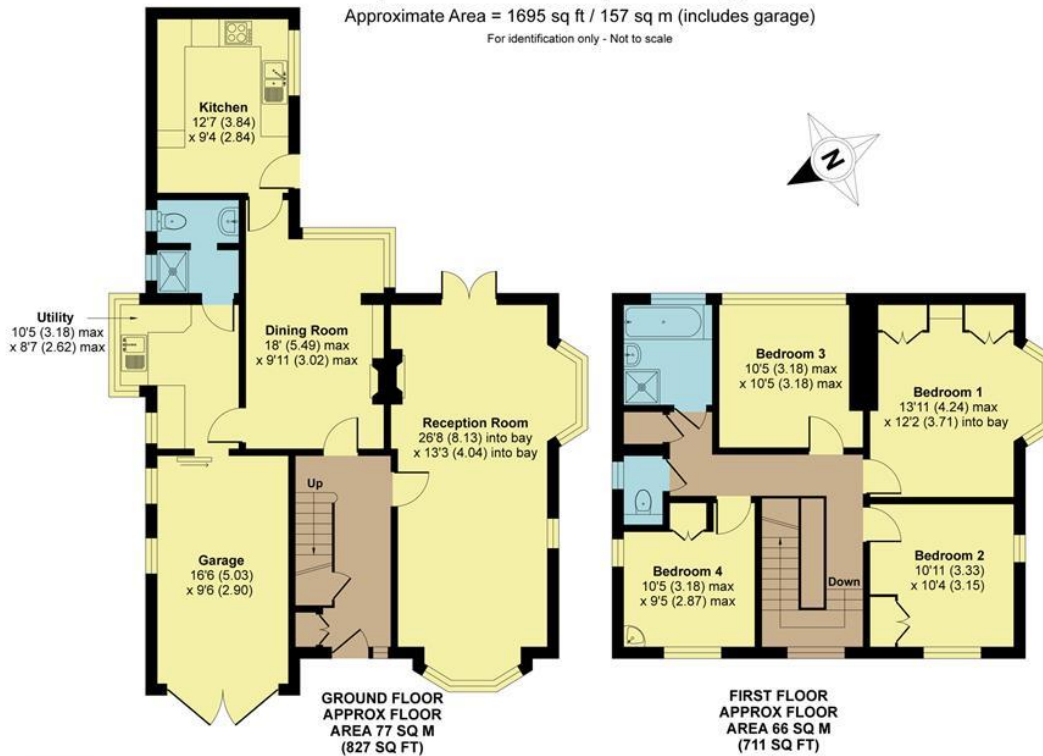 Approximate Area = 1695 sq ft / 157 sq m (includes garage)
For identification only - Not to scale
Kitchen
12'7 (3.84)
x 9'4 (2.84)
N
Utility
10'5 (3.18) max
x 8'7 (2.62) max
Dining Room
18' (5.49) max
x 9'11 (3.02) max
Reception Room
26'8 (8.13) into bay
x 13'3 (4.04) into bay
Up
Garage
16'6 (5.03)
x 9'6 (2.90)
GROUND FLOOR
APPROX FLOOR
AREA 77 SQ M
(827 SQ FT)
Bedroom 3
10'5 (3.18) max
x 10'5 (3.18) max
Bedroom 1
13'11 (4.24) max
x 12'2 (3.71) into bay
Bedroom 4
10'5 (3.18) max
x 9'5 (2.87) max
Down
Bedroom 2
10'11 (3.33)
x 10'4 (3.15)
FIRST FLOOR
APPROX FLOOR
AREA 66 SQ M
(711 SQ FT)